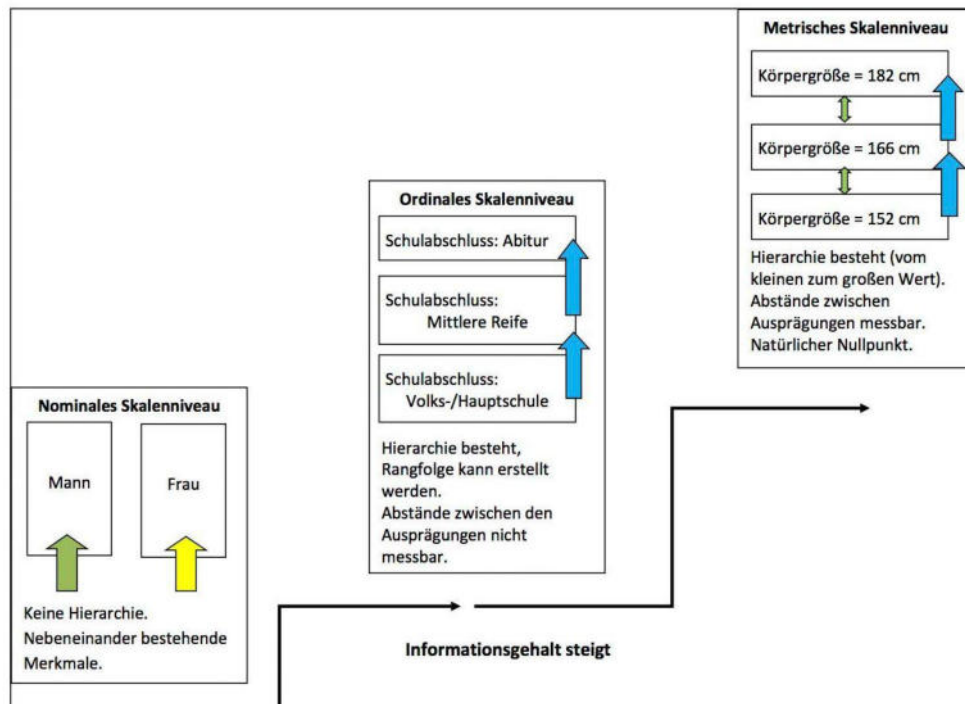 Nominales Skalenniveau
Mann
Frau
Keine Hierarchie.
Nebeneinander bestehende
Merkmale.
Ordinales Skalenniveau
Schulabschluss: Abitur
Schulabschluss:
Mittlere Reife
Schulabschluss:
Volks-/Hauptschule
Hierarchie besteht,
Rangfolge kann erstellt
werden.
Abstände zwischen den
Ausprägungen nicht
messbar.
Metrisches Skalenniveau
Körpergröße = 182 cm
Körpergröße = 166 cm
Körpergröße = 152 cm
Hierarchie besteht (vom
kleinen zum großen Wert).
Abstände zwischen
Ausprägungen messbar.
Natürlicher Nullpunkt.
Informationsgehalt steigt